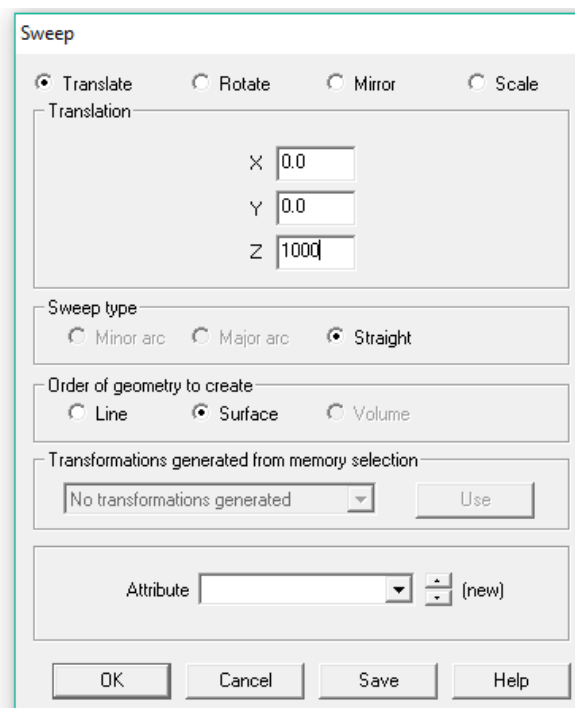 Sweep
Translate Rotate Mirror Scale
Translation
X 0.0
Y 0.0
Z 1000
Sweep type
Minor arc Major arc Straight
Order of geometry to create
Line Surface Volume
Transformations generated from memory selection
No transformations generated Use
Attribute (new)
OK Cancel Save Help